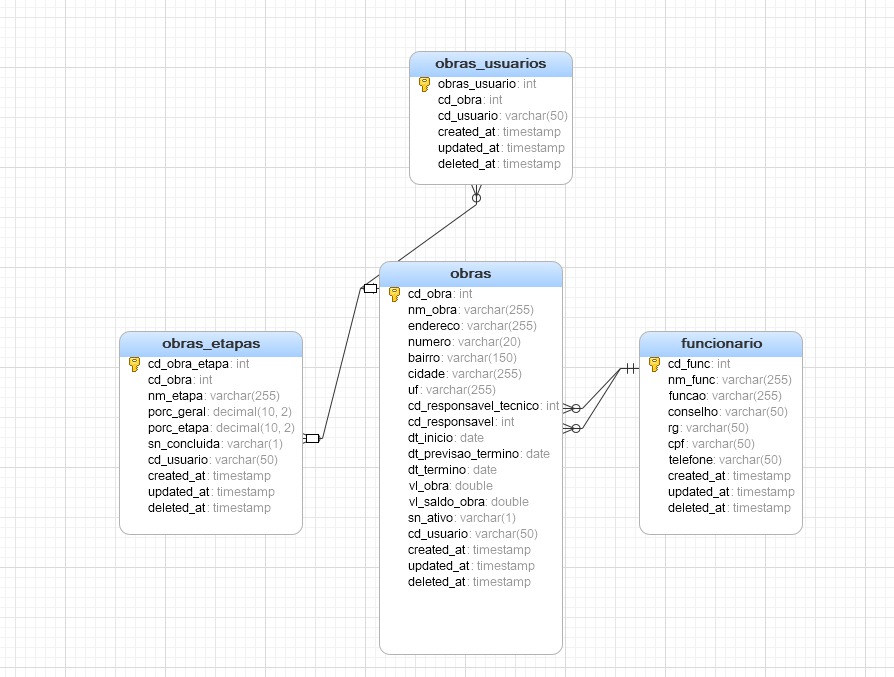 obras_usuarios
obras_usuario: int
cd_obra: int
cd_usuario: varchar(50)
created_at: timestamp
updated_at: timestamp
deleted_at: timestamp
obras
cd_obra: int
nm_obra: varchar(255)
endereco: varchar(255)
numero: varchar(20)
bairro: varchar(150)
cidade: varchar(255)
uf: varchar(255)
cd_responsavel_tecnico: int
cd_responsavel: int
dt_inicio: date
dt_previsao_termino: date
dt_termino: date
vl_obra: double
vl_saldo_obra: double
sn_ativo: varchar(1)
cd_usuario: varchar(50)
created_at: timestamp
updated_at: timestamp
deleted_at: timestamp
obras_etapas
cd_obra_etapa: int
cd_obra: int
nm_etapa: varchar(255)
porc_geral: decimal(10, 2)
porc_etapa: decimal(10, 2)
sn_concluida: varchar(1)
cd_usuario: varchar(50)
created_at: timestamp
updated_at: timestamp
deleted_at: timestamp
funcionario
cd_func: int
nm_func: varchar(255)
funcao: varchar(255)
conselho: varchar(50)
rg: varchar(50)
cpf: varchar(50)
telefone: varchar(50)
created_at: timestamp
updated_at: timestamp
deleted_at: timestamp